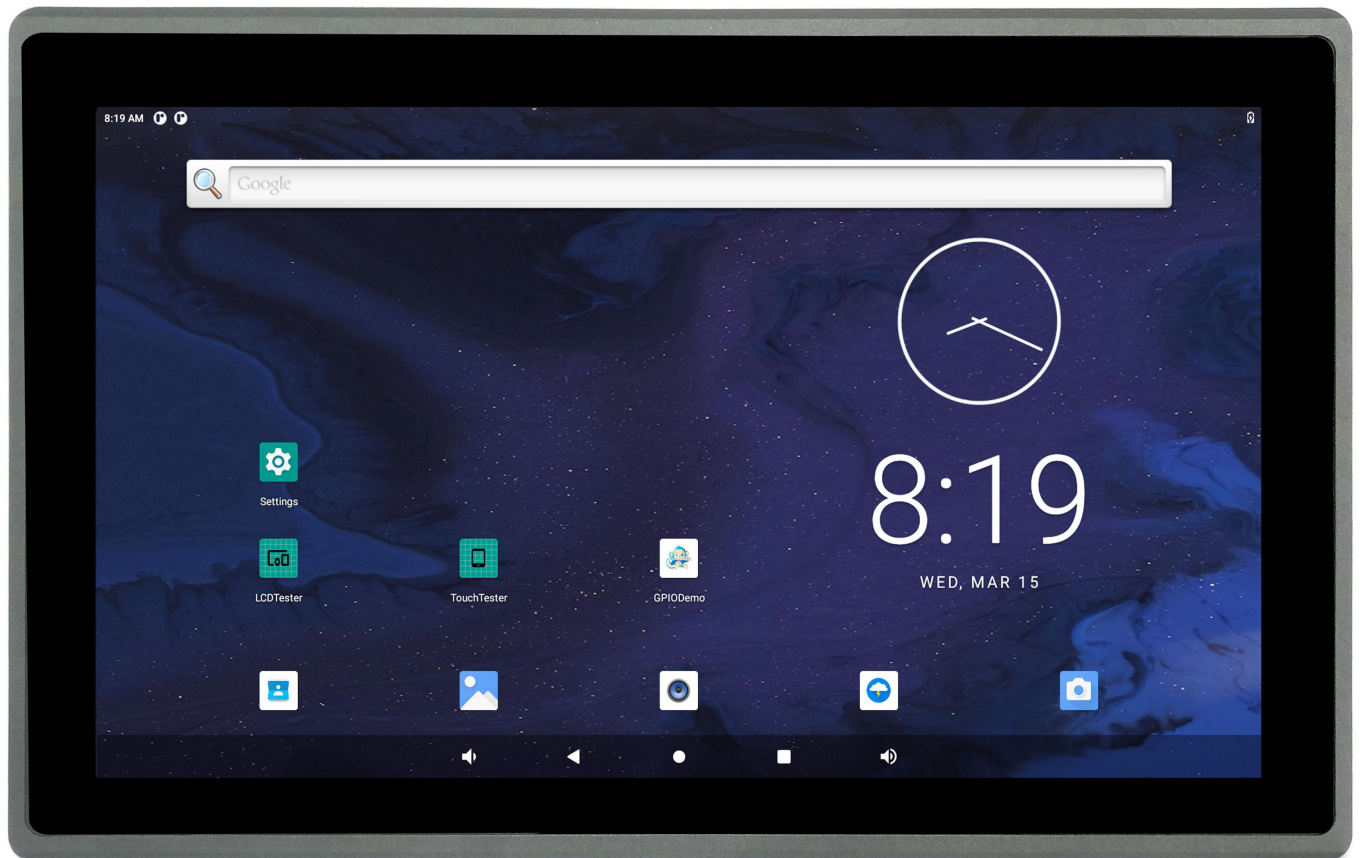 8:19 AM
Google
8:19
WED, MAR 15
Settings
LCDTester
TouchTester
GPIODemo